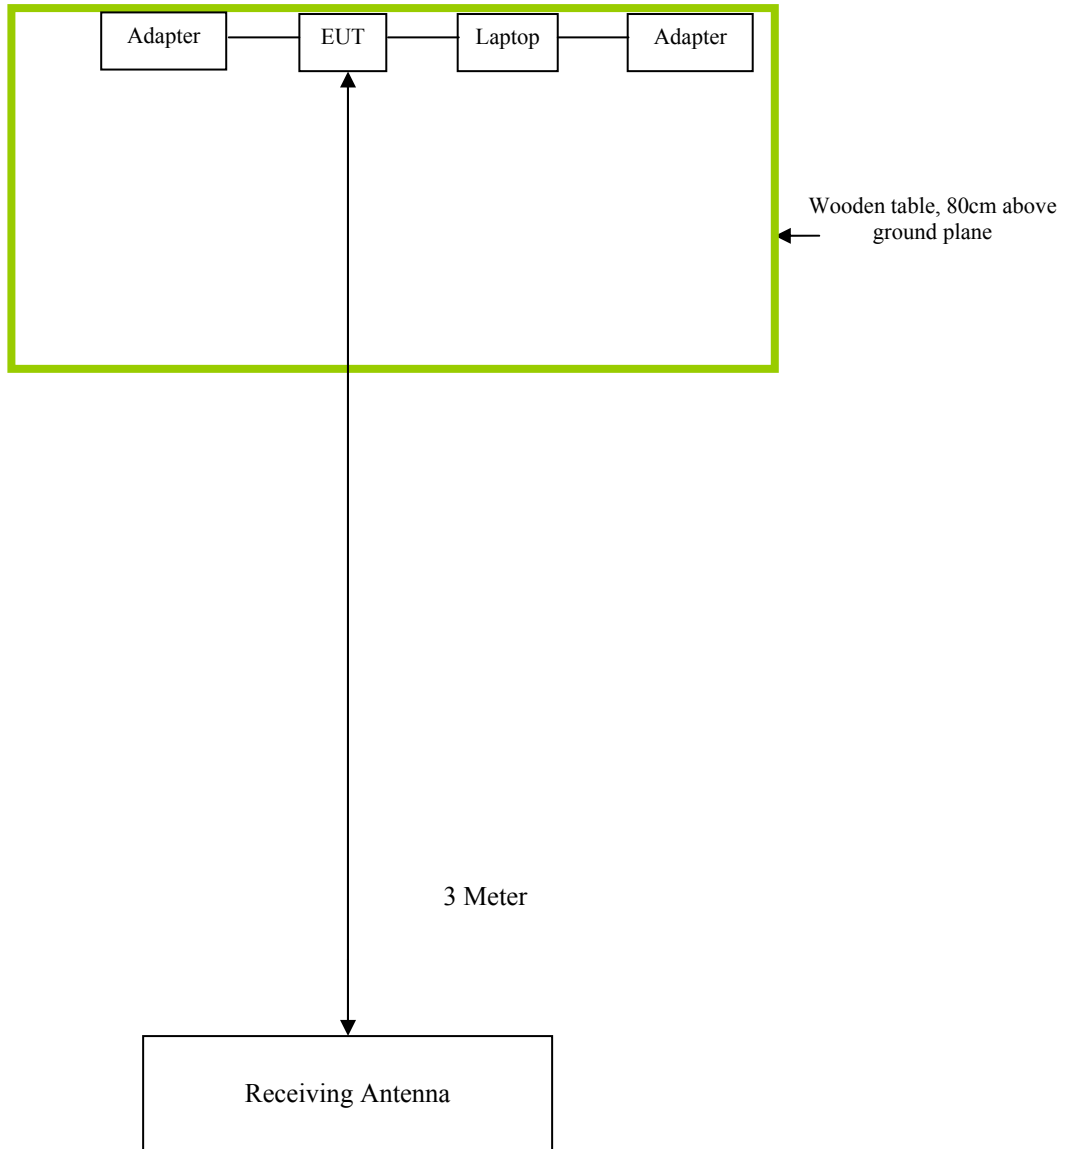 Adapter
EUT
Laptop
Adapter
Wooden table, 80cm above
ground plane
3 Meter
Receiving Antenna